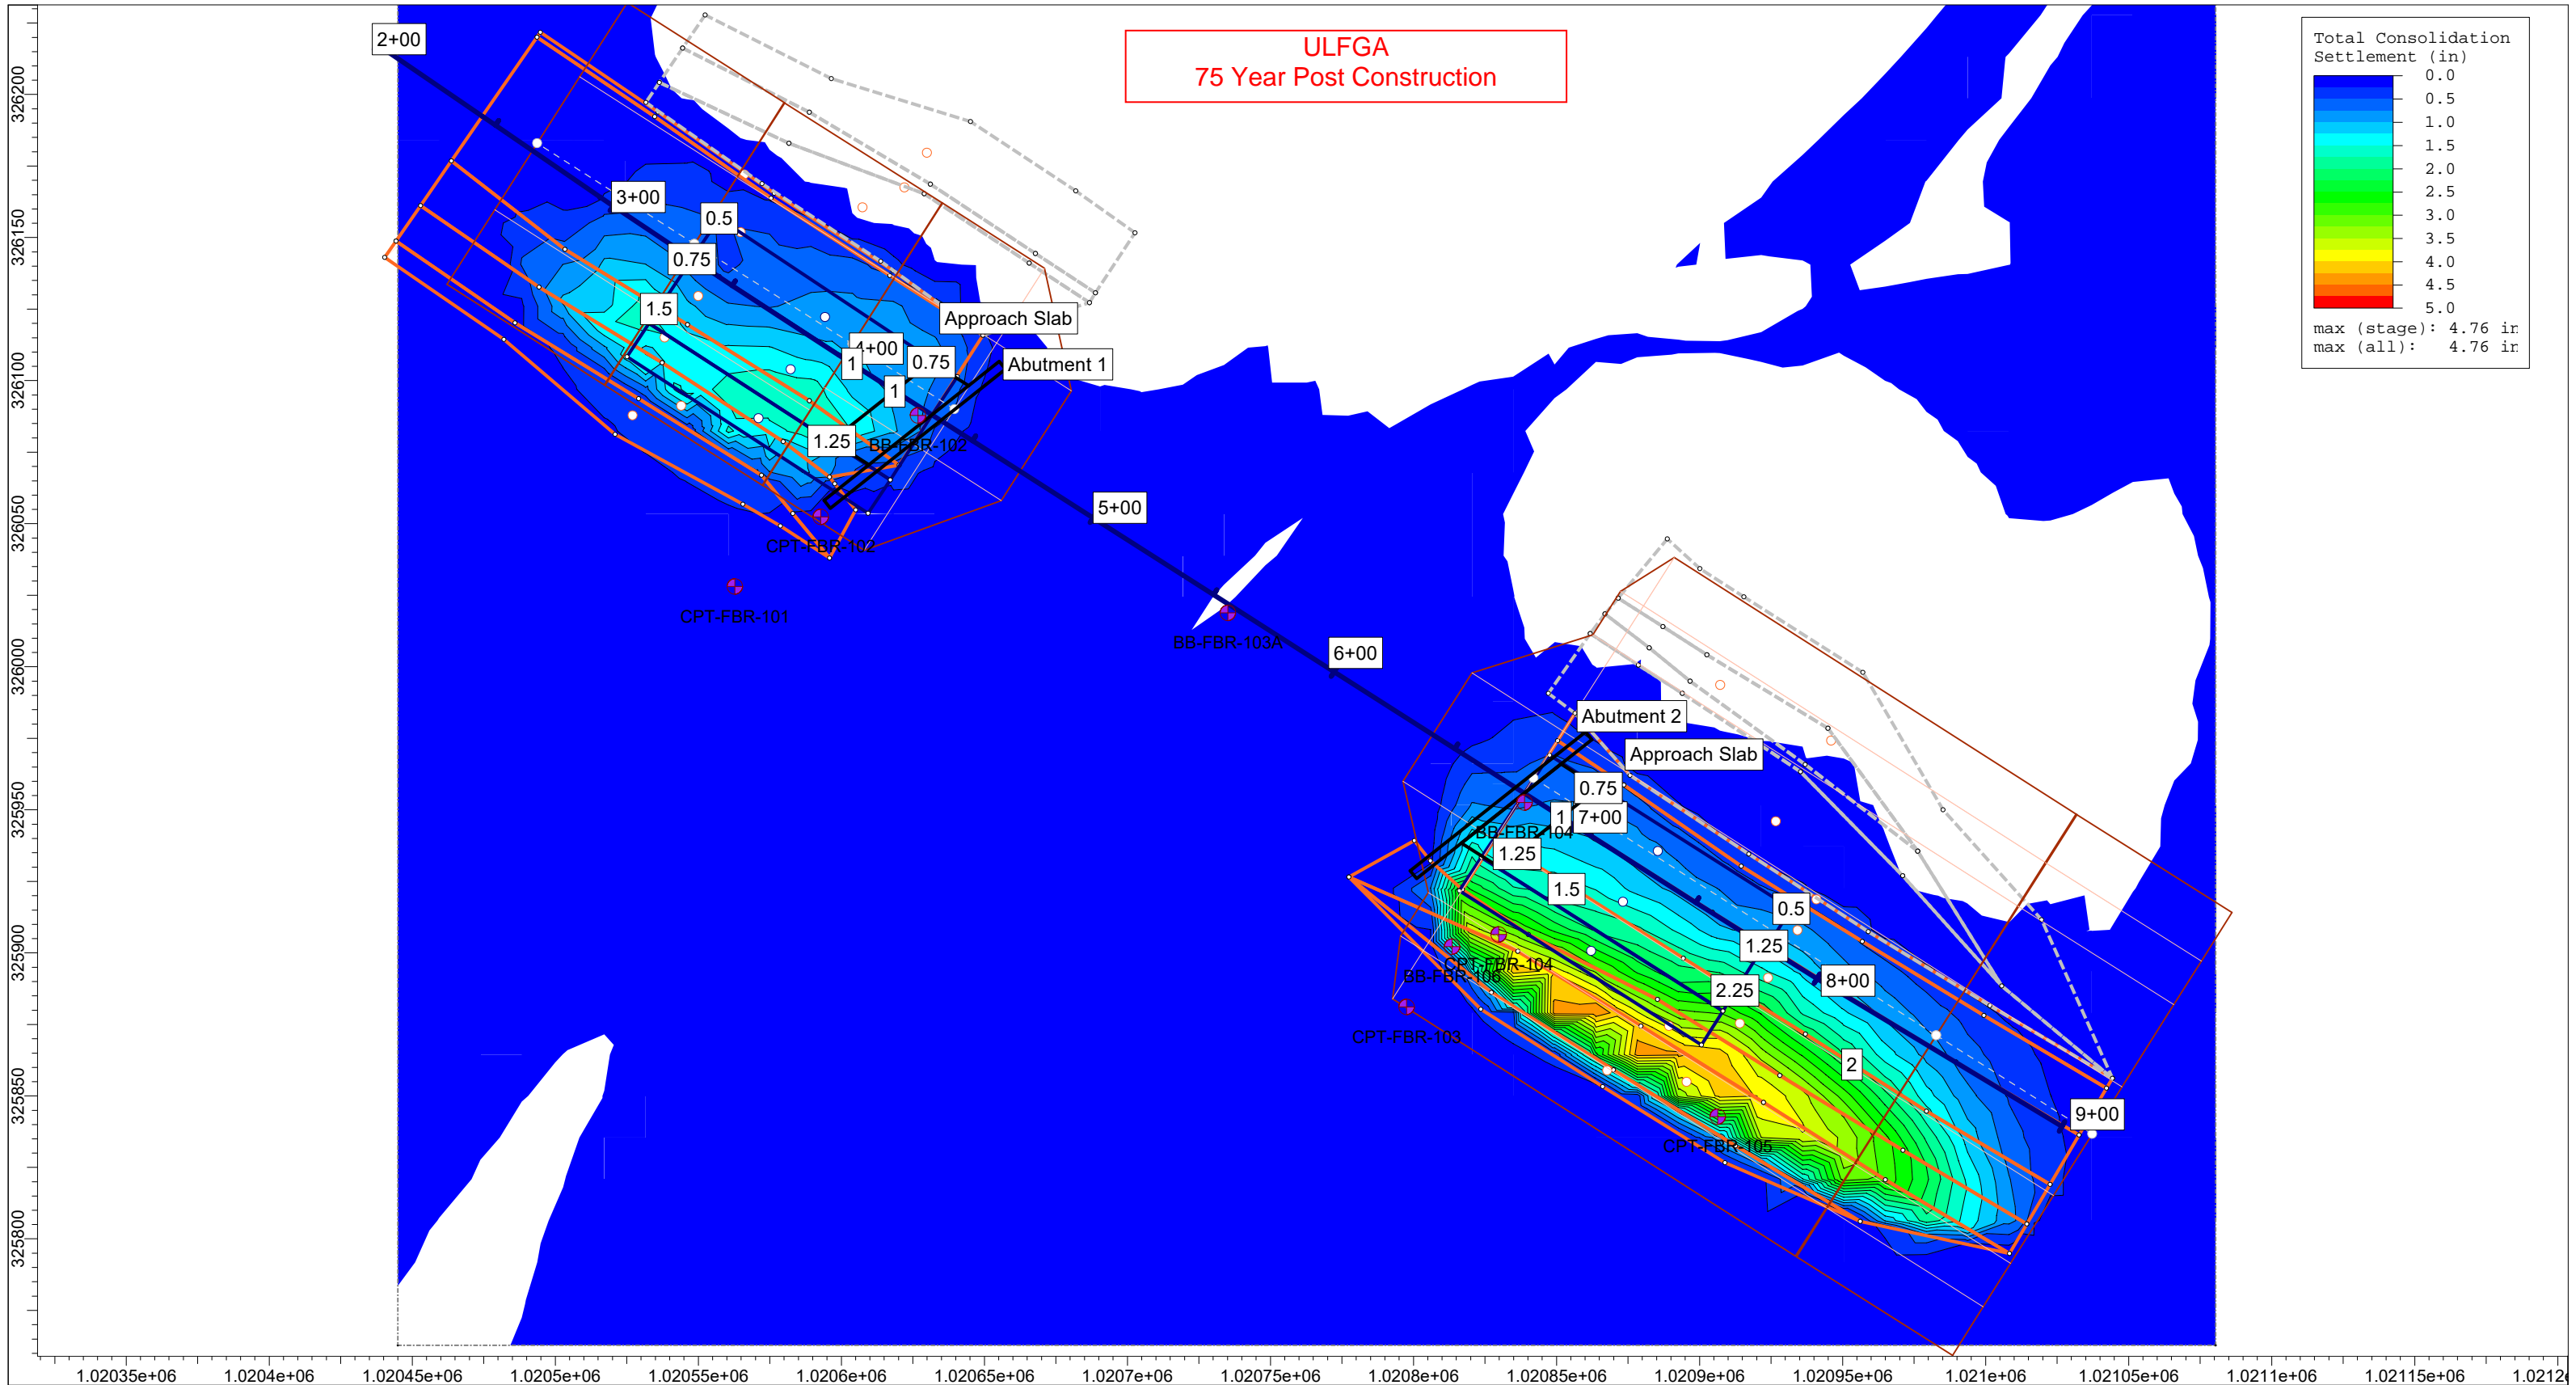 ULFGA
75 Year Post Construction
Total Consolidation
Settlement (in)
0.0
0.5
1.0
1.5
2.0
2.5
3.0
3.5
4.0
4.5
5.0
max (stage): 4.76 in
max (all): 4.76 in
2+00
3+00
0.5
0.75
1.5
Approach Slab
4+00
1
0.75
Abutment 1
1
1.25
BB-FBR-102
CPT-FBR-102
CPT-FBR-101
5+00
BB-FBR-103A
6+00
Abutment 2
Approach Slab
0.75
1
7+00
BB-FBR-104
1.25
1.5
0.5
1.25
CPT-FBR-104
BB-FBR-106
2.25
8+00
CPT-FBR-103
2
9+00
CPT-FBR-105
326200
326150
326100
326050
326000
325950
325900
325850
325800
1.02035e+06
1.0204e+06
1.02045e+06
1.0205e+06
1.02055e+06
1.0206e+06
1.02065e+06
1.0207e+06
1.02075e+06
1.0208e+06
1.02085e+06
1.0209e+06
1.02095e+06
1.021e+06
1.02105e+06
1.0211e+06
1.02115e+06